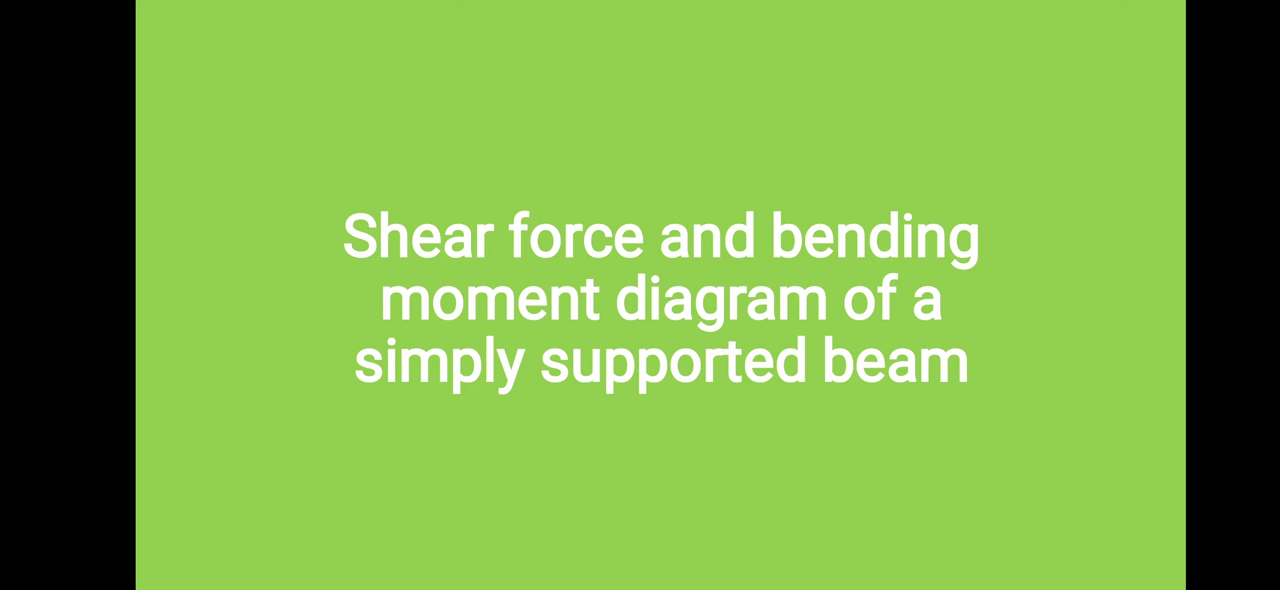 Shear force and bending
moment diagram of a
simply supported beam